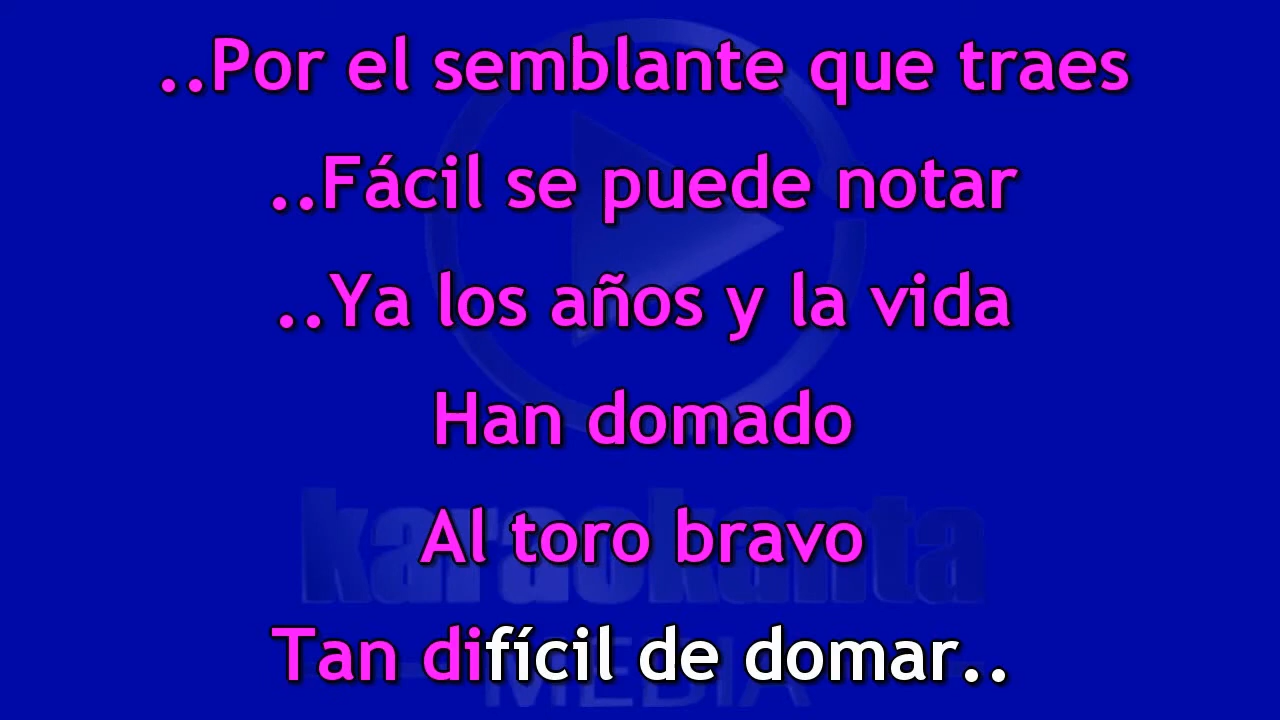 ..Por el semblante que traes
..Fácil se puede notar
..Ya los años y la vida
Han domado
Al toro bravo
karaokanta
Tan difícil de domar..
MEDIA